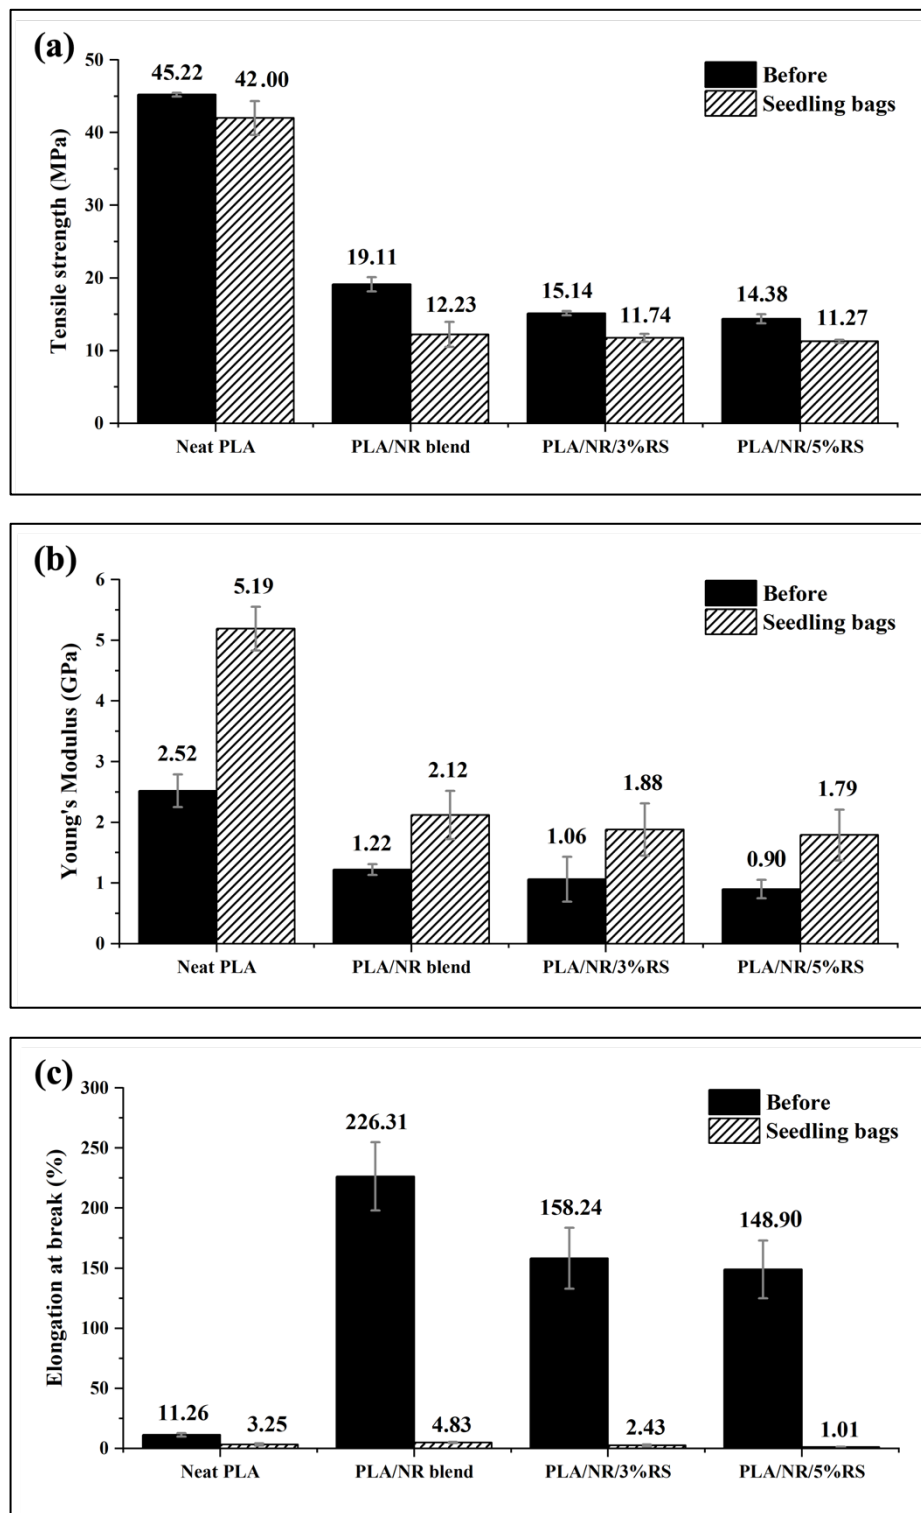 (a)
Tensile strength (MPa)
50
40
30
20
10
0
45.22
42.00
19.11
12.23
15.14
11.74
14.38
11.27
Before
Seedling bags
Neat PLA
PLA/NR blend
PLA/NR/3%RS
PLA/NR/5%RS
(b)
Young's Modulus (GPa)
6
5
4
3
2
1
0
2.52
5.19
1.22
2.12
1.06
1.88
0.90
1.79
Before
Seedling bags
Neat PLA
PLA/NR blend
PLA/NR/3%RS
PLA/NR/5%RS
(c)
Elongation at break (%)
300
250
200
150
100
50
0
11.26
3.25
226.31
4.83
158.24
2.43
148.90
1.01
Before
Seedling bags
Neat PLA
PLA/NR blend
PLA/NR/3%RS
PLA/NR/5%RS